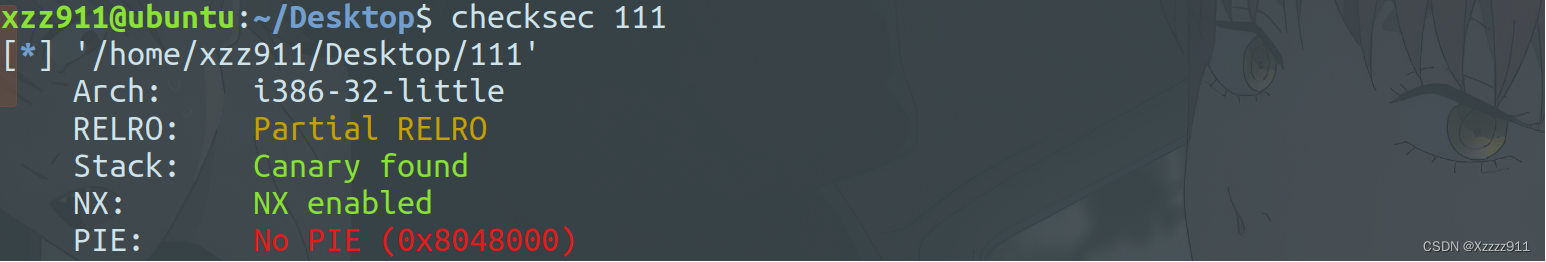 xzz911@ubuntu:~/Desktop$ checksec 111
[*] '/home/xzz911/Desktop/111'
Arch: i386-32-little
RELRO: Partial RELRO
Stack: Canary found
NX: NX enabled
PIE: No PIE (0x8048000)
CSDN @Xzzzz911